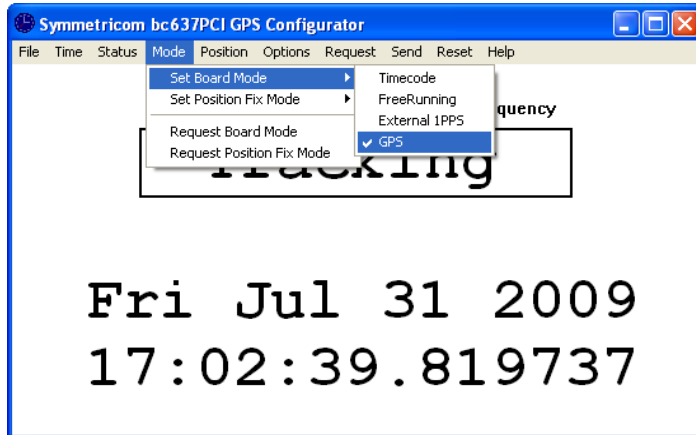 Symmetricom bc637PCI GPS Configurator
File Time Status Mode Position Options Request Send Reset Help
Set Board Mode
Set Position Fix Mode
Request Board Mode
Request Position Fix Mode
Timecode
FreeRunning
External 1PPS
GPS
quency
Tracking
Fri Jul 31 2009
17:02:39.819737